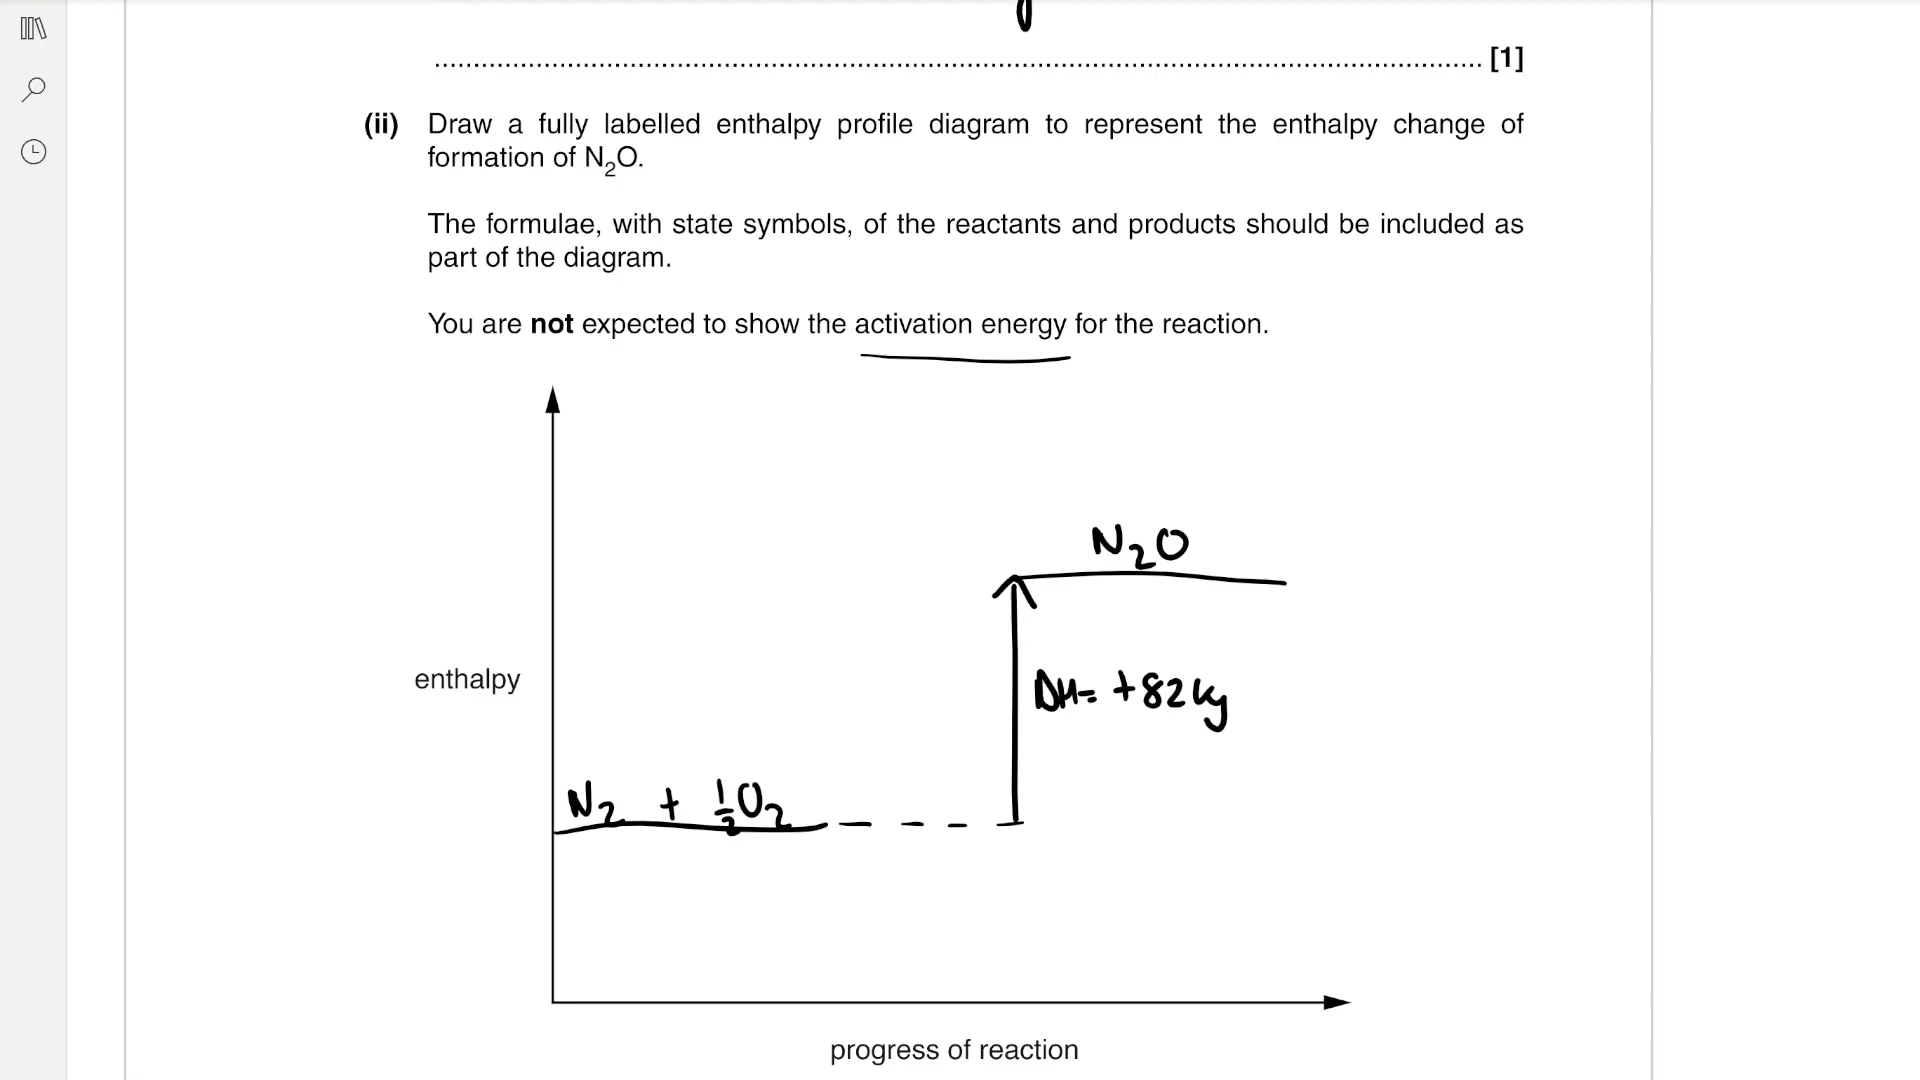 [1]
(ii) Draw a fully labelled enthalpy profile diagram to represent the enthalpy change of
formation of N₂O.
The formulae, with state symbols, of the reactants and products should be included as
part of the diagram.
You are not expected to show the activation energy for the reaction.
N₂O
enthalpy
ΔH= +82kJ
N₂ + ½O₂
progress of reaction